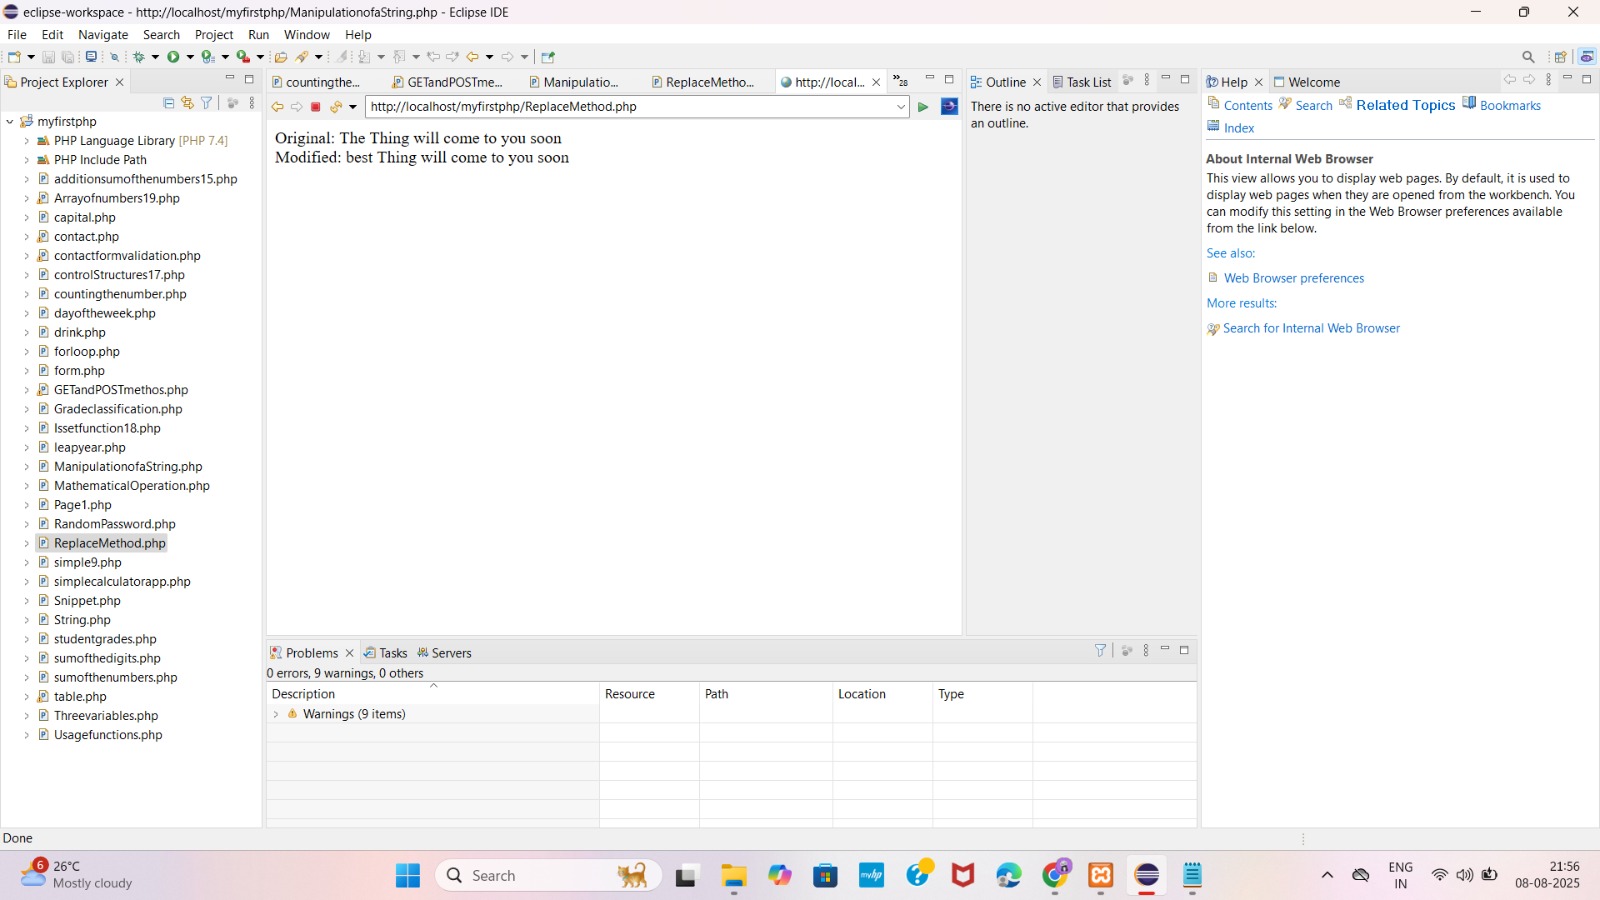 eclipse-workspace - http://localhost/myfirstphp/ManipulationofaString.php - Eclipse IDE
File Edit Navigate Search Project Run Window Help
Project Explorer
countingthe...
GETandPOSTme...
Manipulatio...
ReplaceMetho...
http://local...
»28
Outline
Task List
Help
Welcome
http://localhost/myfirstphp/ReplaceMethod.php
Original: The Thing will come to you soon
Modified: best Thing will come to you soon
There is no active editor that provides
an outline.
Contents Search Related Topics Bookmarks
Index
About Internal Web Browser
This view allows you to display web pages. By default, it is used to
display web pages when they are opened from the workbench. You
can modify this setting in the Web Browser preferences available
from the link below.
See also:
Web Browser preferences
More results:
Search for Internal Web Browser
myfirstphp
PHP Language Library [PHP 7.4]
PHP Include Path
additionsumofthenumbers15.php
Arrayofnumbers19.php
capital.php
contact.php
contactformvalidation.php
controlStructures17.php
countingthenumber.php
dayoftheweek.php
drink.php
forloop.php
form.php
GETandPOSTmethos.php
Gradeclassification.php
Issetfunction18.php
leapyear.php
ManipulationofaString.php
MathematicalOperation.php
Page1.php
RandomPassword.php
ReplaceMethod.php
simple9.php
simplecalculatorapp.php
Snippet.php
String.php
studentgrades.php
sumofthedigits.php
sumofthenumbers.php
table.php
Threevariables.php
Usagefunctions.php
Problems Tasks Servers
0 errors, 9 warnings, 0 others
Description Resource Path Location Type
Warnings (9 items)
Done
6
26°C
Mostly cloudy
Search
myhp
ENG
IN
21:56
08-08-2025